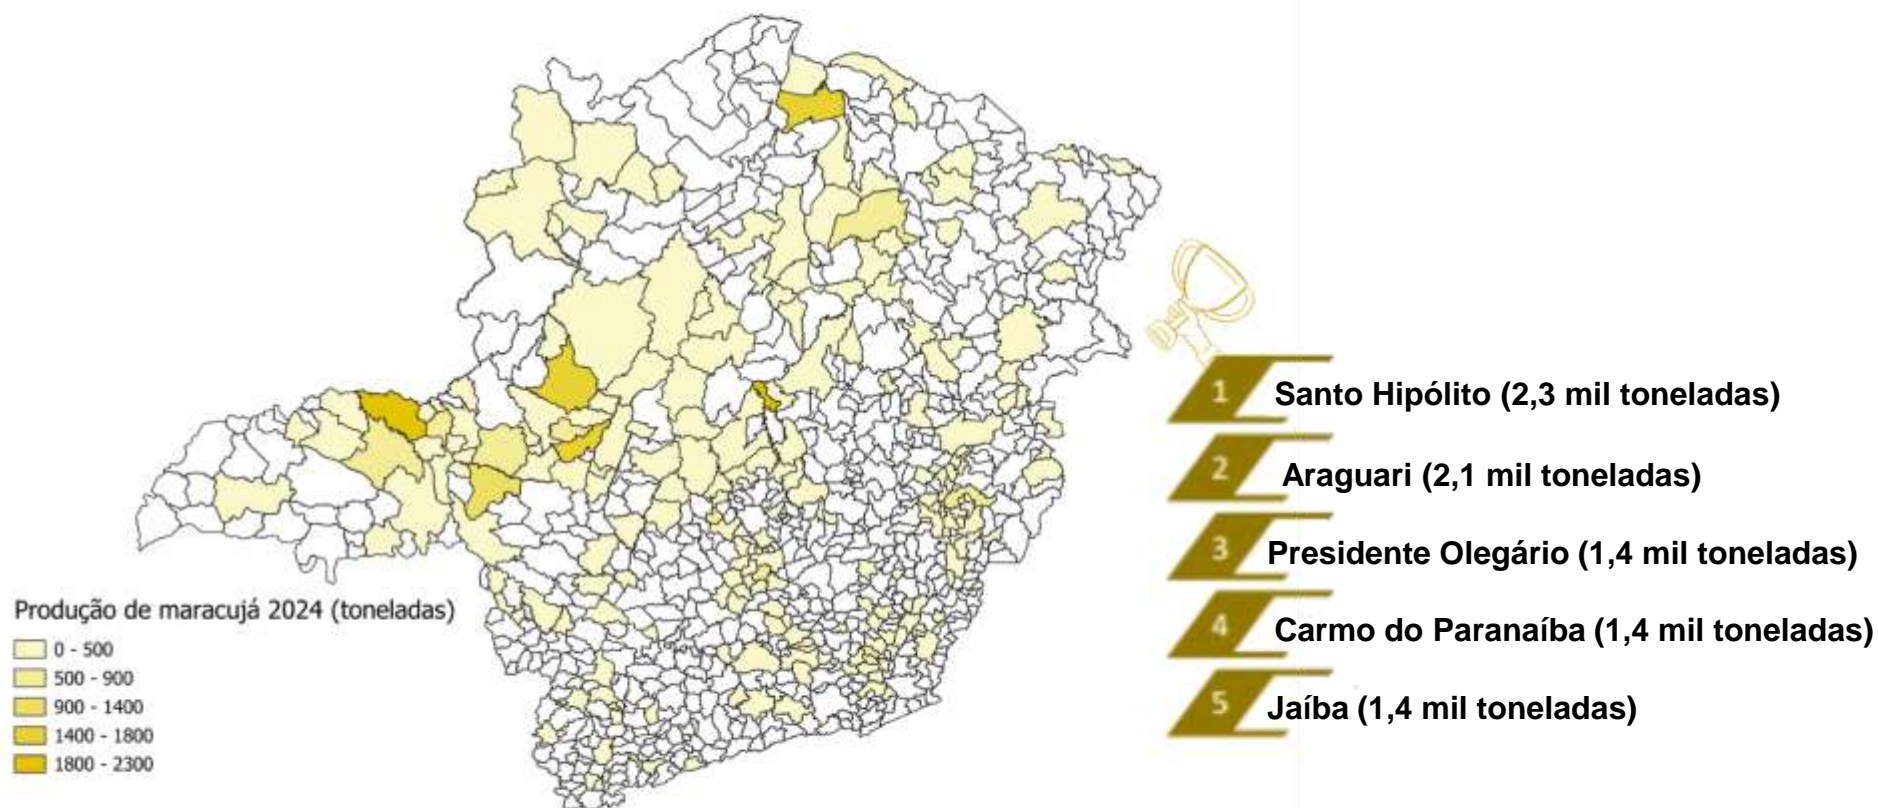 1 Santo Hipólito (2,3 mil toneladas)
2 Araguari (2,1 mil toneladas)
3 Presidente Olegário (1,4 mil toneladas)
4 Carmo do Paranaíba (1,4 mil toneladas)
5 Jaíba (1,4 mil toneladas)
Produção de maracujá 2024 (toneladas)
0 - 500
500 - 900
900 - 1400
1400 - 1800
1800 - 2300